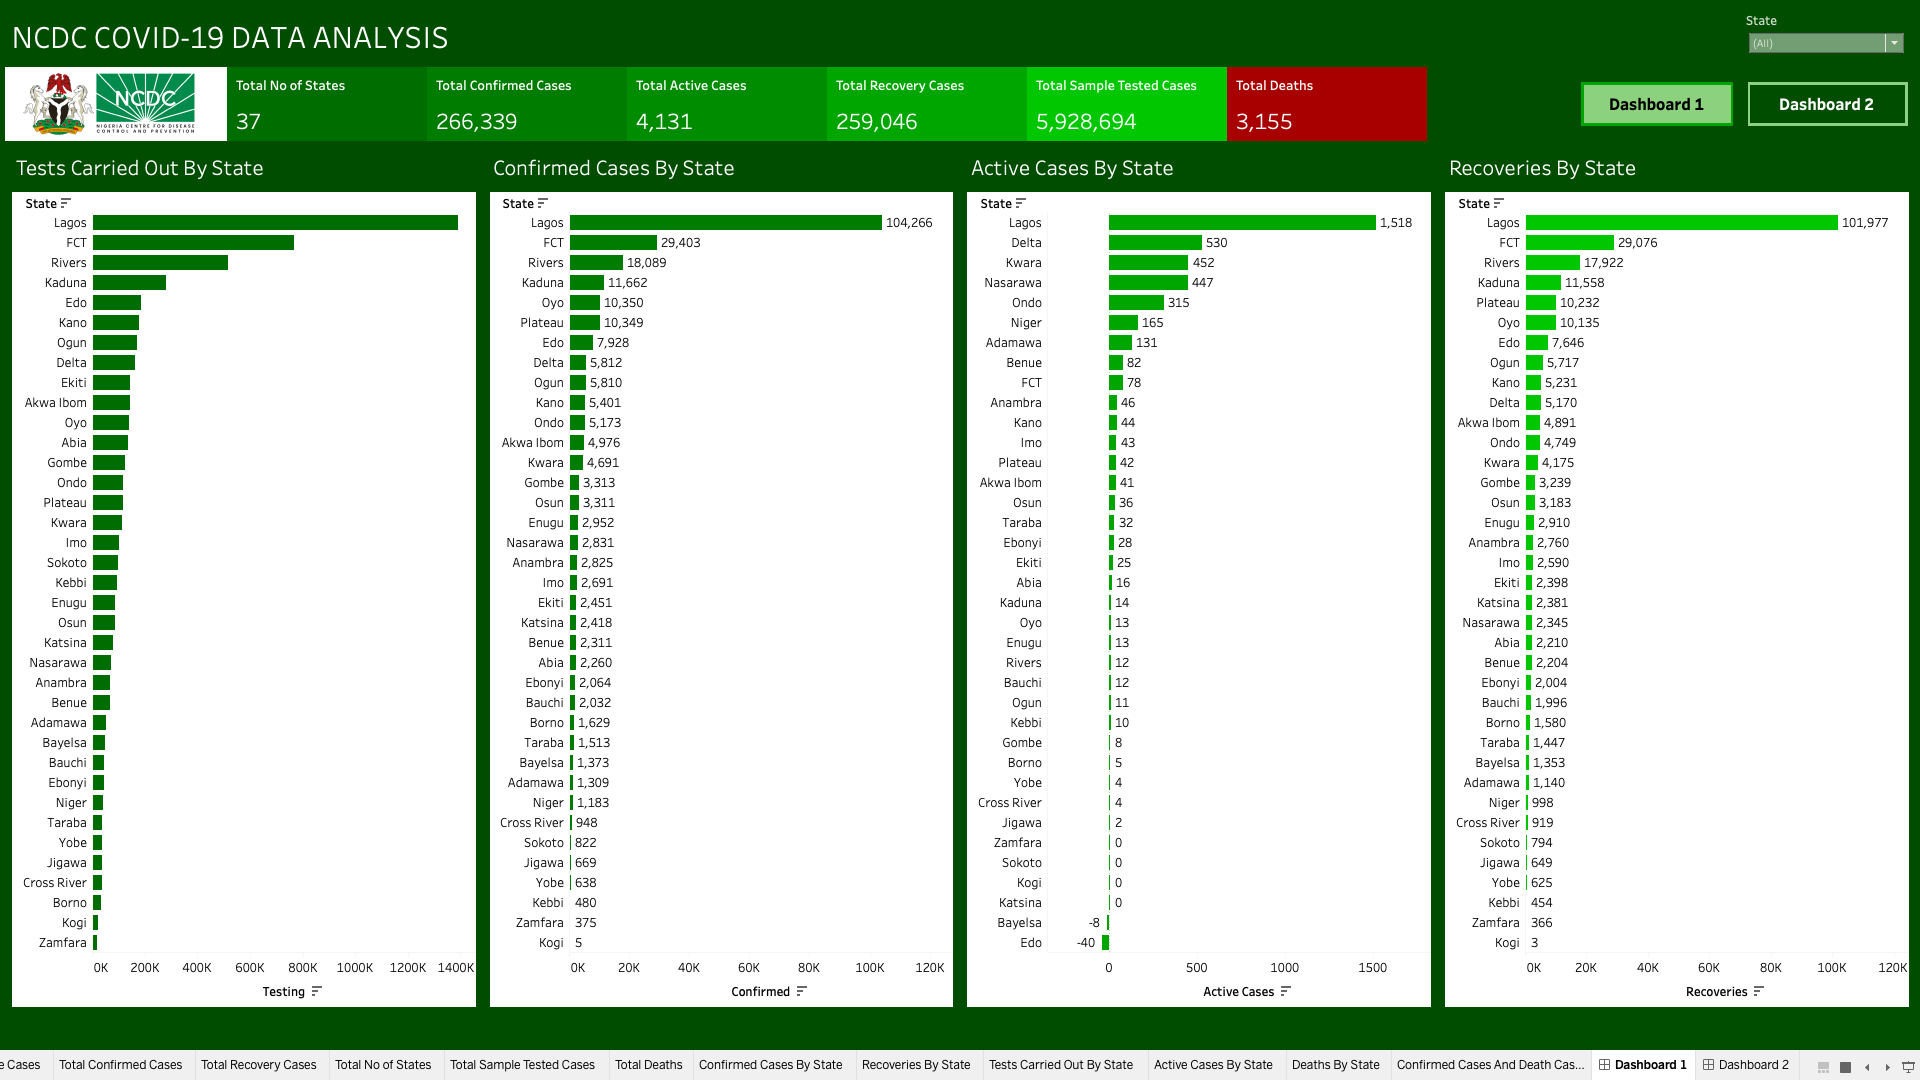 NCDC COVID-19 DATA ANALYSIS
State
(All)
NCDC
NIGERIA CENTRE FOR DISEASE
CONTROL AND PREVENTION
Total No of States
37
Total Confirmed Cases
266,339
Total Active Cases
4,131
Total Recovery Cases
259,046
Total Sample Tested Cases
5,928,694
Total Deaths
3,155
Dashboard 1
Dashboard 2
Tests Carried Out By State
State
Lagos
FCT
Rivers
Kaduna
Edo
Kano
Ogun
Delta
Ekiti
Akwa Ibom
Oyo
Abia
Gombe
Ondo
Plateau
Kwara
Imo
Sokoto
Kebbi
Enugu
Osun
Katsina
Nasarawa
Anambra
Benue
Adamawa
Bayelsa
Bauchi
Ebonyi
Niger
Taraba
Yobe
Jigawa
Cross River
Borno
Kogi
Zamfara
0K 200K 400K 600K 800K 1000K 1200K 1400K
Testing
Confirmed Cases By State
State
Lagos 104,266
FCT 29,403
Rivers 18,089
Kaduna 11,662
Oyo 10,350
Plateau 10,349
Edo 7,928
Delta 5,812
Ogun 5,810
Kano 5,401
Ondo 5,173
Akwa Ibom 4,976
Kwara 4,691
Gombe 3,313
Osun 3,311
Enugu 2,952
Nasarawa 2,831
Anambra 2,825
Imo 2,691
Ekiti 2,451
Katsina 2,418
Benue 2,311
Abia 2,260
Ebonyi 2,064
Bauchi 2,032
Borno 1,629
Taraba 1,513
Bayelsa 1,373
Adamawa 1,309
Niger 1,183
Cross River 948
Sokoto 822
Jigawa 669
Yobe 638
Kebbi 480
Zamfara 375
Kogi 5
0K 20K 40K 60K 80K 100K 120K
Confirmed
Active Cases By State
State
Lagos 1,518
Delta 530
Kwara 452
Nasarawa 447
Ondo 315
Niger 165
Adamawa 131
Benue 82
FCT 78
Anambra 46
Kano 44
Imo 43
Plateau 42
Akwa Ibom 41
Osun 36
Taraba 32
Ebonyi 28
Ekiti 25
Abia 16
Kaduna 14
Oyo 13
Enugu 13
Rivers 12
Bauchi 12
Ogun 11
Kebbi 10
Gombe 8
Borno 5
Yobe 4
Cross River 4
Jigawa 2
Zamfara 0
Sokoto 0
Kogi 0
Katsina 0
Bayelsa -8
Edo -40
0 500 1000 1500
Active Cases
Recoveries By State
State
Lagos 101,977
FCT 29,076
Rivers 17,922
Kaduna 11,558
Plateau 10,232
Oyo 10,135
Edo 7,646
Ogun 5,717
Kano 5,231
Delta 5,170
Akwa Ibom 4,891
Ondo 4,749
Kwara 4,175
Gombe 3,239
Osun 3,183
Enugu 2,910
Anambra 2,760
Imo 2,590
Ekiti 2,398
Katsina 2,381
Nasarawa 2,345
Abia 2,210
Benue 2,204
Ebonyi 2,004
Bauchi 1,996
Borno 1,580
Taraba 1,447
Bayelsa 1,353
Adamawa 1,140
Niger 998
Cross River 919
Sokoto 794
Jigawa 649
Yobe 625
Kebbi 454
Zamfara 366
Kogi 3
0K 20K 40K 60K 80K 100K 120K
Recoveries
e Cases Total Confirmed Cases Total Recovery Cases Total No of States Total Sample Tested Cases Total Deaths Confirmed Cases By State Recoveries By State Tests Carried Out By State Active Cases By State Deaths By State Confirmed Cases And Death Cas... Dashboard 1 Dashboard 2